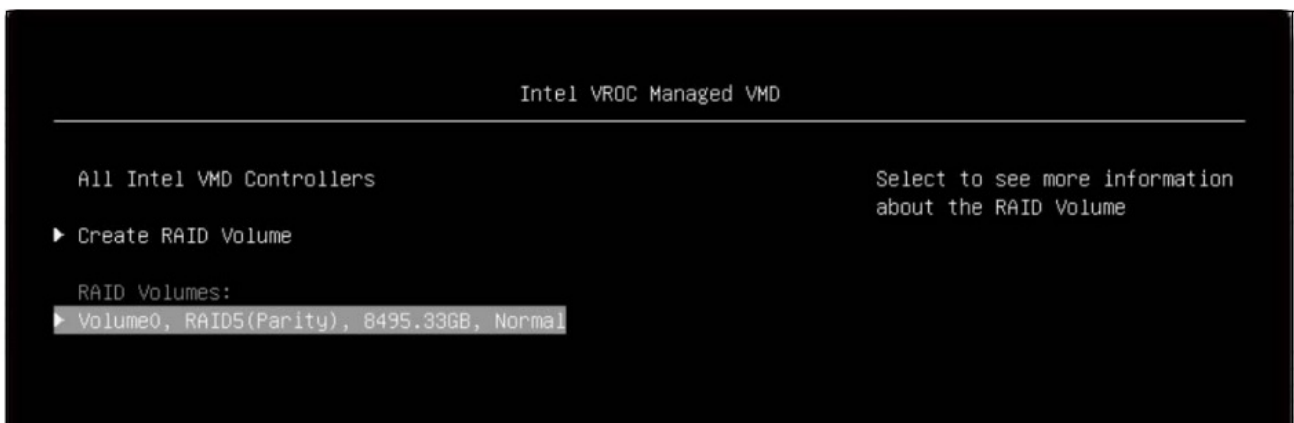 Intel VROC Managed VMD
All Intel VMD Controllers
Select to see more information
about the RAID Volume
Create RAID Volume
RAID Volumes:
Volume0, RAID5(Parity), 8495.33GB, Normal